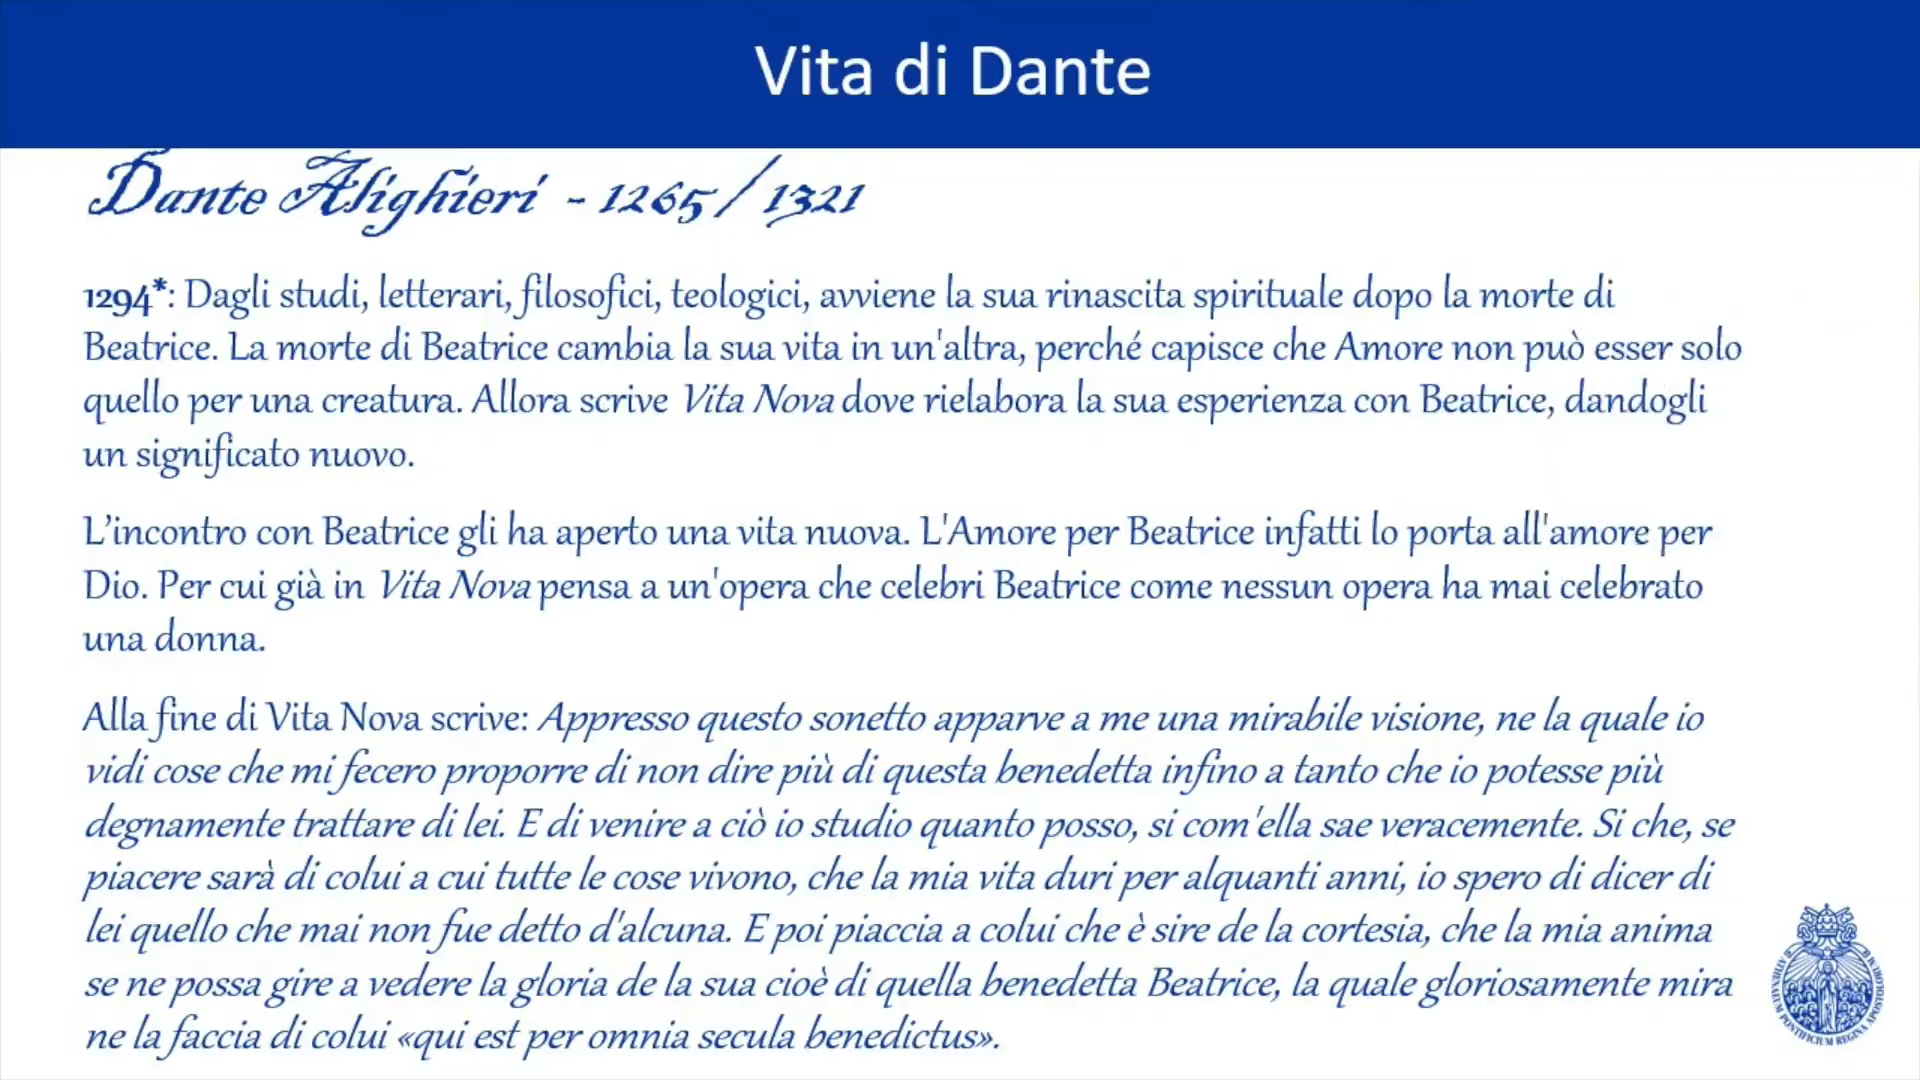 Vita di Dante
Dante Alighieri - 1265/1321
1294*: Dagli studi, letterari, filosofici, teologici, avviene la sua rinascita spirituale dopo la morte di
Beatrice. La morte di Beatrice cambia la sua vita in un'altra, perché capisce che Amore non può esser solo
quello per una creatura. Allora scrive Vita Nova dove rielabora la sua esperienza con Beatrice, dandogli
un significato nuovo.
L’incontro con Beatrice gli ha aperto una vita nuova. L'Amore per Beatrice infatti lo porta all'amore per
Dio. Per cui già in Vita Nova pensa a un'opera che celebri Beatrice come nessun opera ha mai celebrato
una donna.
Alla fine di Vita Nova scrive: Appresso questo sonetto apparve a me una mirabile visione, ne la quale io
vidi cose che mi fecero proporre di non dire più di questa benedetta infino a tanto che io potesse più
degnamente trattare di lei. E di venire a ciò io studio quanto posso, si com'ella sae veracemente. Si che, se
piacere sarà di colui a cui tutte le cose vivono, che la mia vita duri per alquanti anni, io spero di dicer di
lei quello che mai non fue detto d'alcuna. E poi piaccia a colui che è sire de la cortesia, che la mia anima
se ne possa gire a vedere la gloria de la sua cioè di quella benedetta Beatrice, la quale gloriosamente mira
ne la faccia di colui «qui est per omnia secula benedictus».
ATHENAEUM PONTIFICIUM REGINA APOSTOLORUM